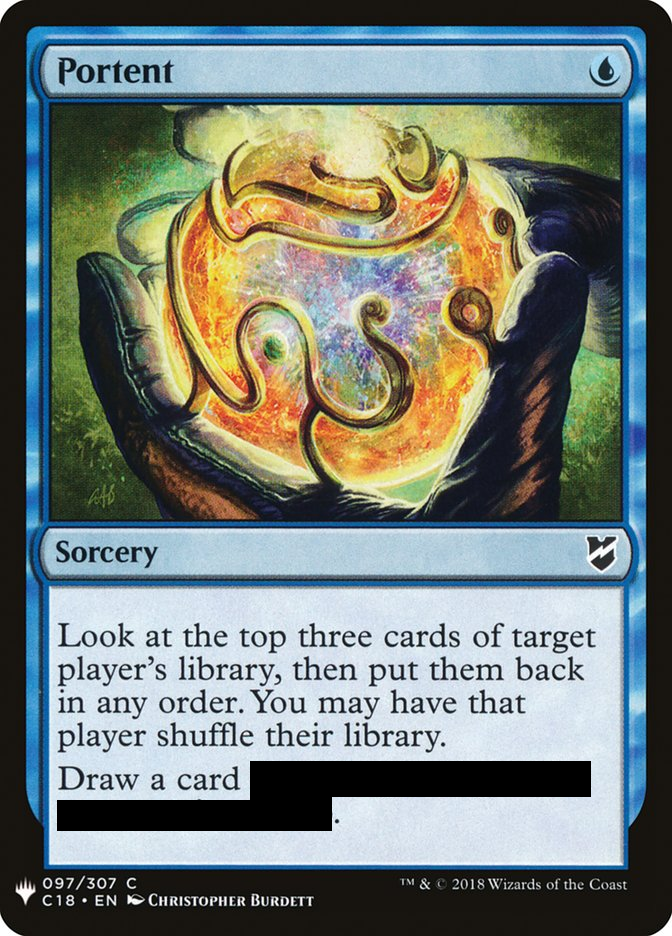 Portent
Sorcery
Look at the top three cards of target
player's library, then put them back
in any order. You may have that
player shuffle their library.
Draw a card
.
097/307 C
C18 • EN Christopher Burdett
™ & © 2018 Wizards of the Coast